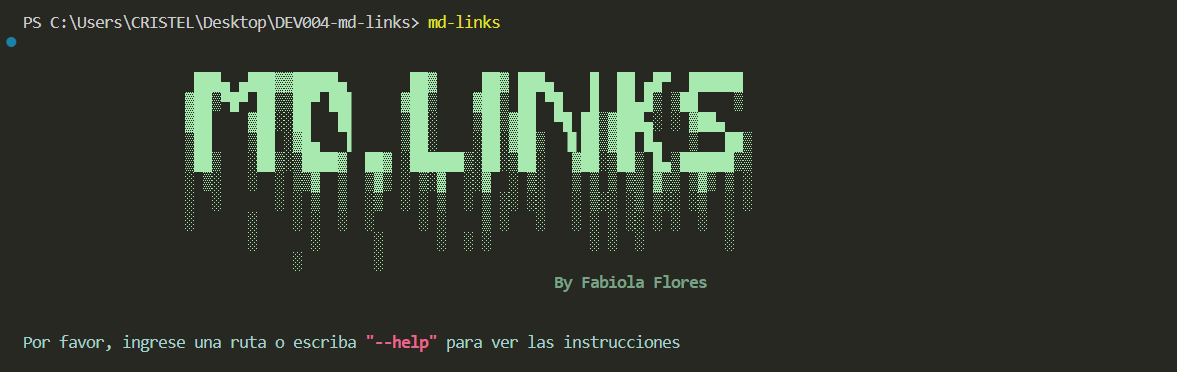 PS C:\Users\CRISTEL\Desktop\DEV004-md-links> md-links
MD.LINKS
By Fabiola Flores
Por favor, ingrese una ruta o escriba "--help" para ver las instrucciones